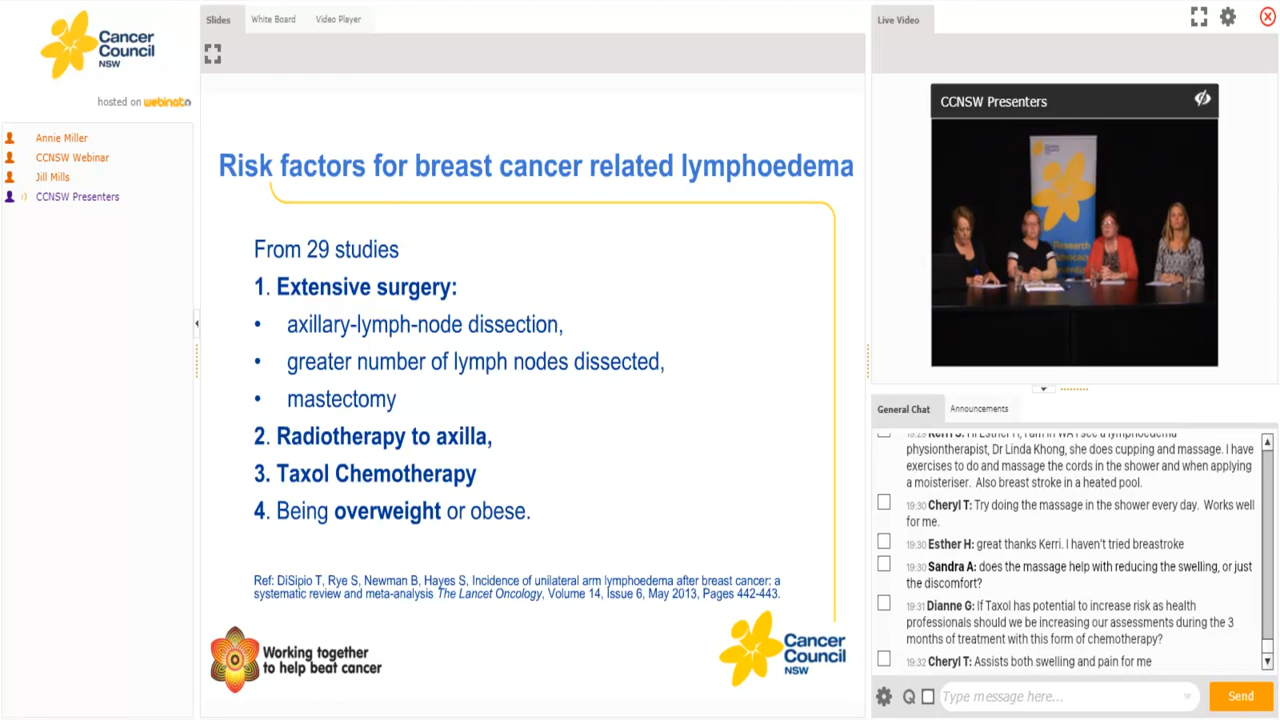 Cancer
Council
NSW
hosted on webinato
Annie Miller
CCNSW Webinar
Jill Mills
CCNSW Presenters
Slides
White Board
Video Player
Risk factors for breast cancer related lymphoedema
From 29 studies
1. Extensive surgery:
• axillary-lymph-node dissection,
• greater number of lymph nodes dissected,
• mastectomy
2. Radiotherapy to axilla,
3. Taxol Chemotherapy
4. Being overweight or obese.
Ref: DiSipio T, Rye S, Newman B, Hayes S, Incidence of unilateral arm lymphoedema after breast cancer: a
systematic review and meta-analysis The Lancet Oncology, Volume 14, Issue 6, May 2013, Pages 442-443.
Working together
to help beat cancer
Cancer
Council
NSW
Live Video
CCNSW Presenters
Research
Advocacy
General Chat
Announcements
physiontherapist, Dr Linda Khong, she does cupping and massage. I have
exercises to do and massage the cords in the shower and when applying
a moisteriser. Also breast stroke in a heated pool.
19:30 Cheryl T: Try doing the massage in the shower every day. Works well
for me.
19:30 Esther H: great thanks Kerri. I haven't tried breastroke
19:30 Sandra A: does the massage help with reducing the swelling, or just
the discomfort?
19:31 Dianne G: If Taxol has potential to increase risk as health
professionals should we be increasing our assessments during the 3
months of treatment with this form of chemotherapy?
19:32 Cheryl T: Assists both swelling and pain for me
Type message here...
Send